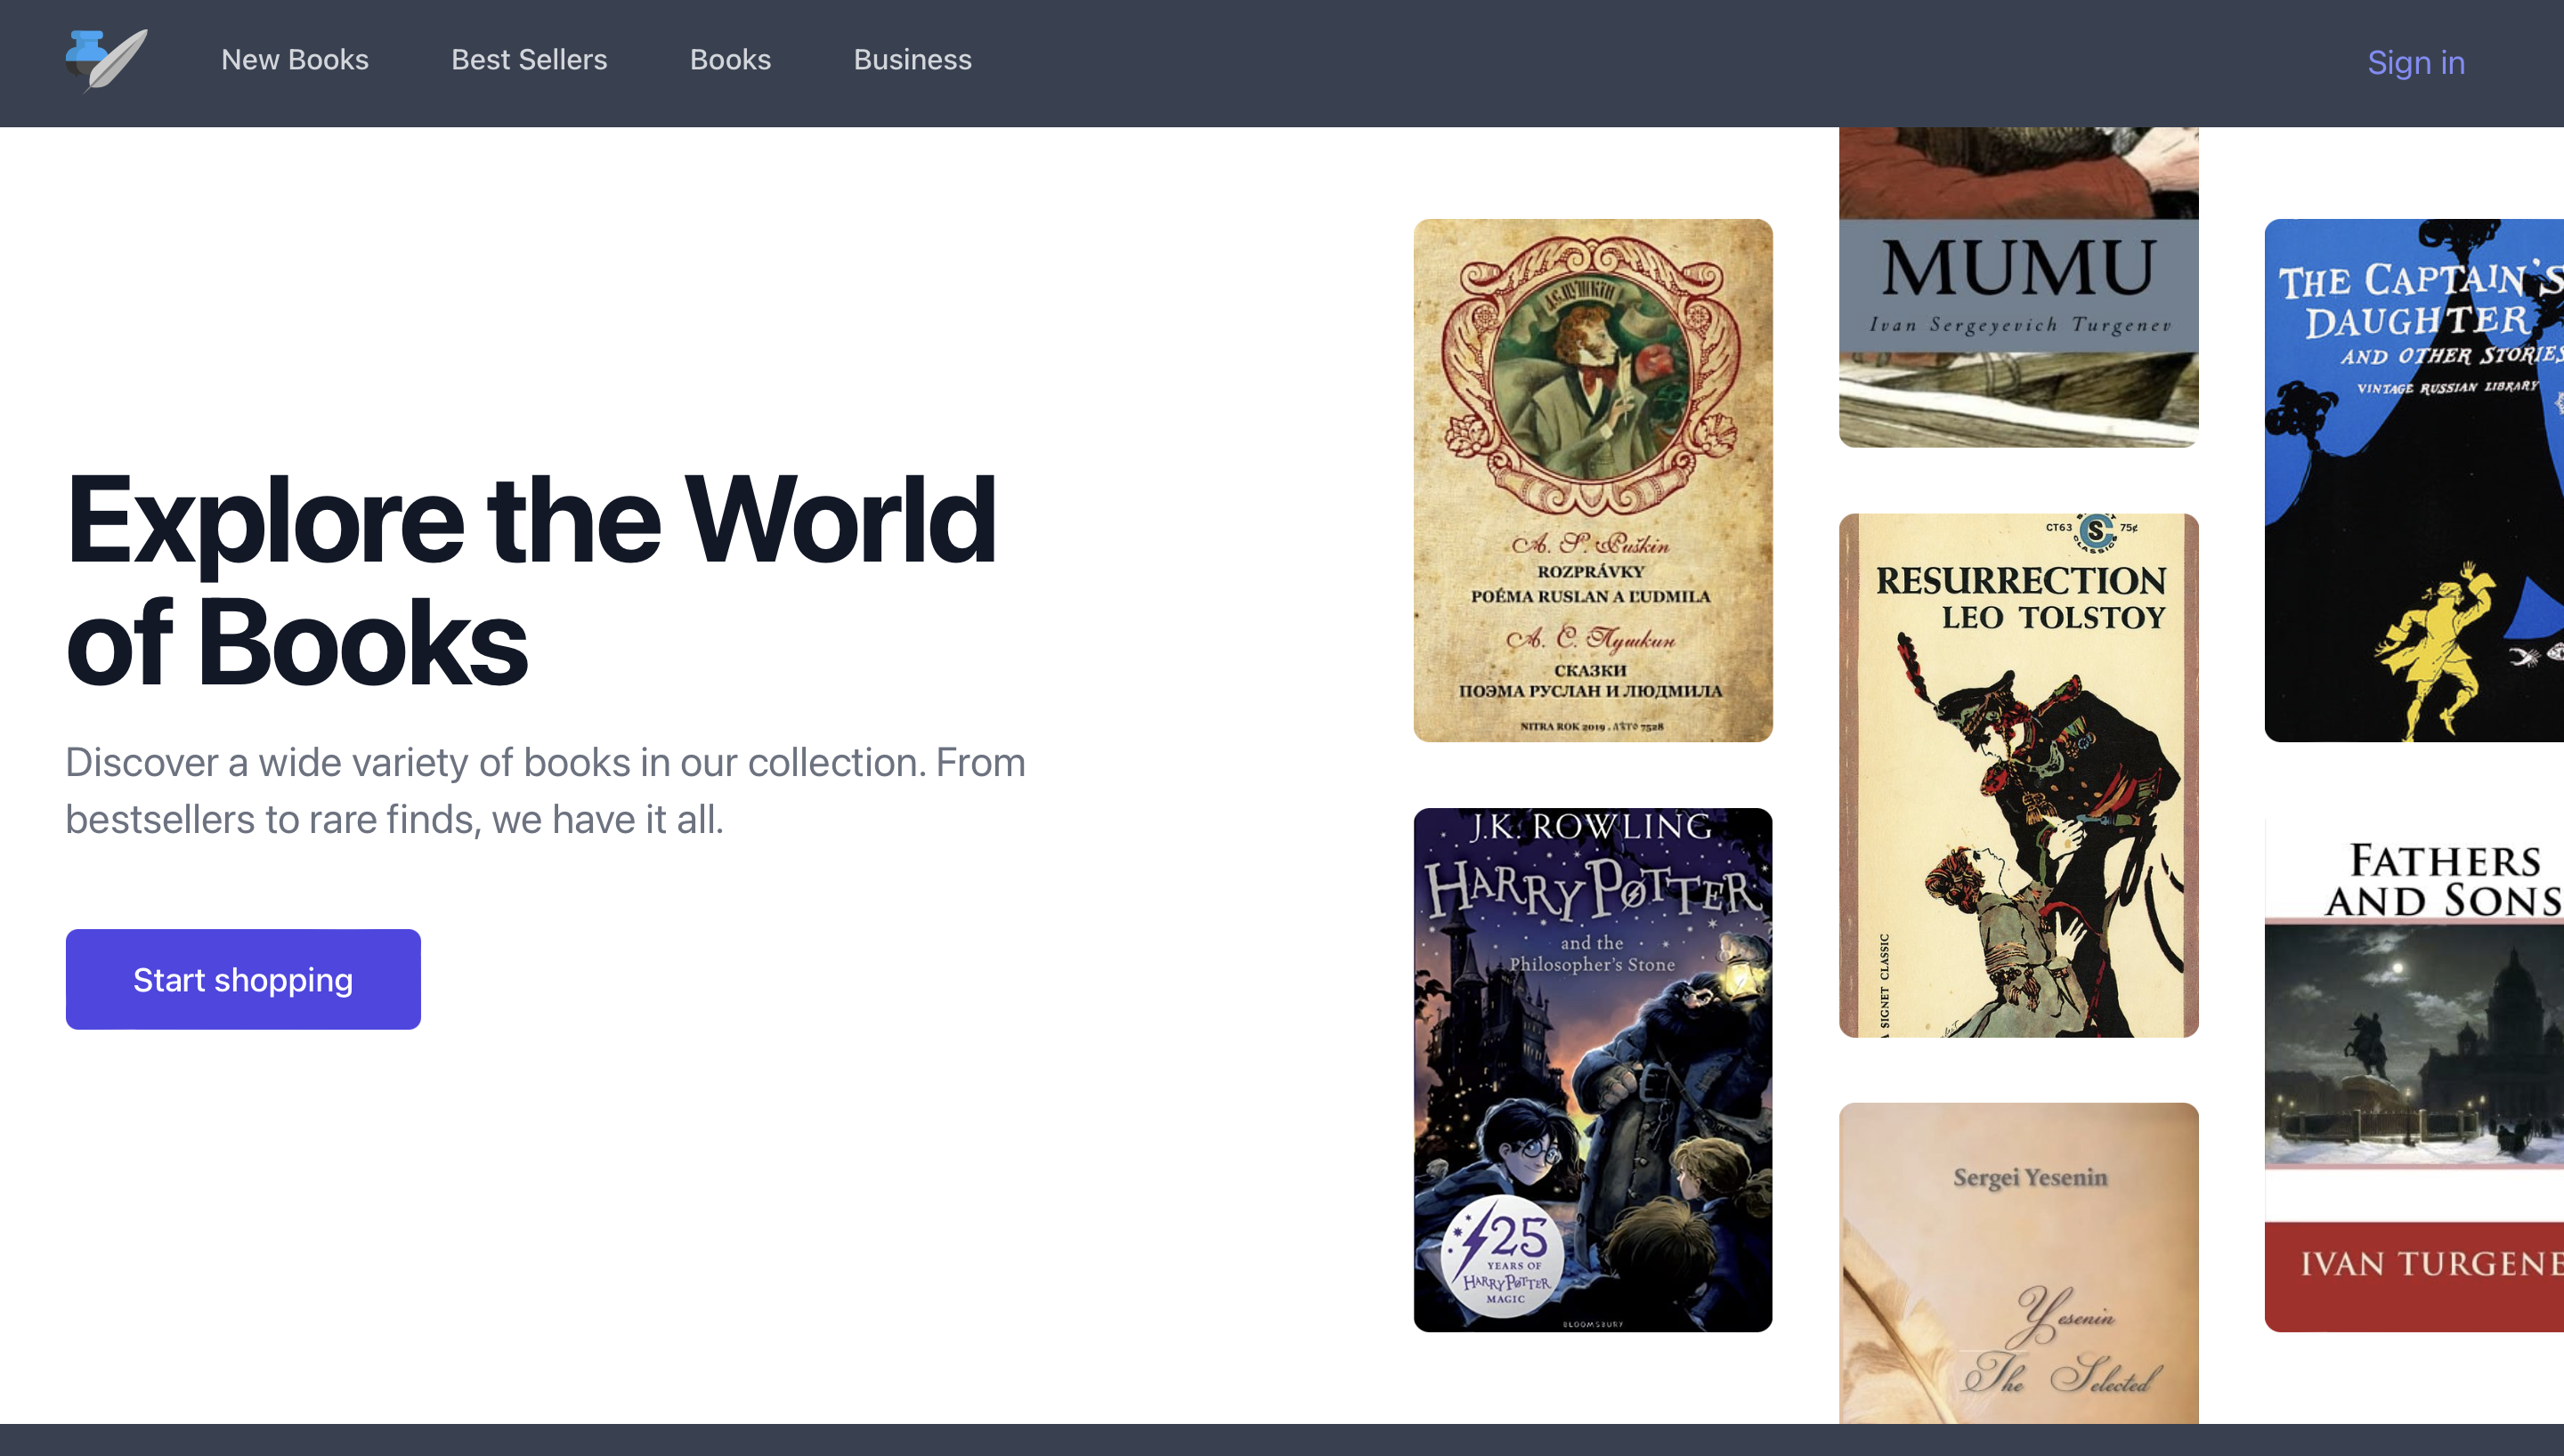 New Books
Best Sellers
Books
Business
Sign in
Explore the World
of Books
Discover a wide variety of books in our collection. From
bestsellers to rare finds, we have it all.
Start shopping
А.С.ПУШКІН
A. S. Puškin
ROZPRÁVKY
POÉMA RUSLAN A ĽUDMILA
А. С. Пушкин
СКАЗКИ
ПОЭМА РУСЛАН И ЛЮДМИЛА
NITRA ROK 2019 . ЛѢТО 7528
J.K. ROWLING
HARRY POTTER
and the
Philosopher's Stone
25
YEARS OF
HARRY POTTER
MAGIC
BLOOMSBURY
MUMU
Ivan Sergeyevich Turgenev
CT63
S
75¢
CLASSICS
RESURRECTION
LEO TOLSTOY
A SIGNET CLASSIC
Sergei Yesenin
Yesenin
The Selected
THE CAPTAIN'S
DAUGHTER
AND OTHER STORIES
VINTAGE RUSSIAN LIBRARY
FATHERS
AND SONS
IVAN TURGENE